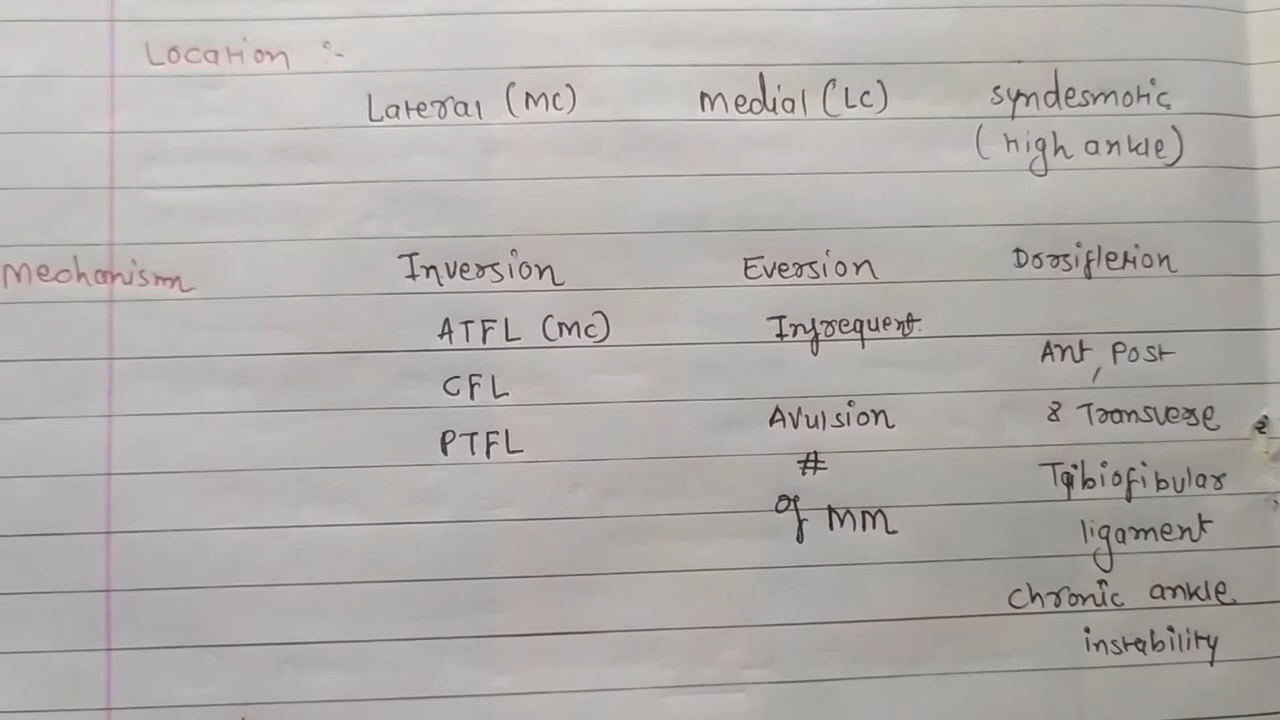 Location :-
Lateral (MC) Medial (LC) syndesmotic
(high ankle)
Mechanism Inversion Eversion Dorsiflexion
ATFL (MC) Infrequent.
Ant, Post
CFL
Avulsion & Transverse
PTFL
#
Tibiofibular
of MM
ligament
chronic ankle
instability